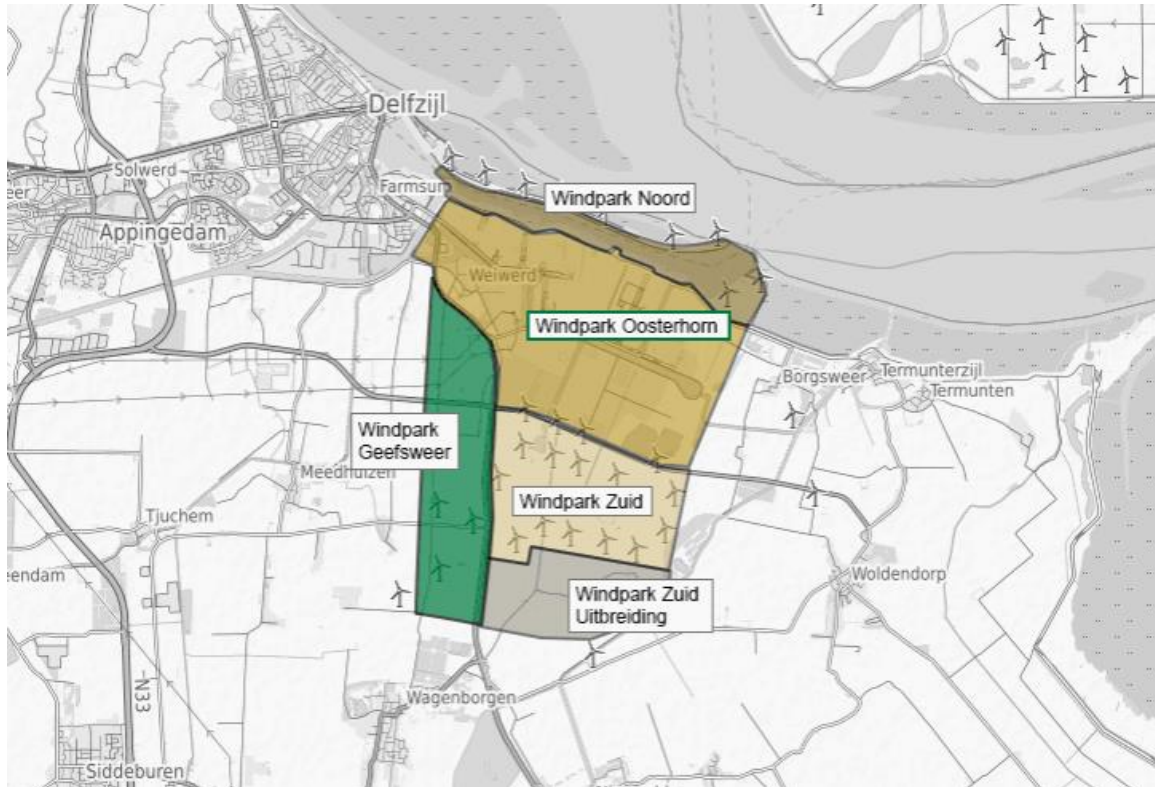 Delfzijl
Solwerd
Farmsum
Windpark Noord
Appingedam
Weiwerd
Windpark Oosterhorn
Borgsweer
Termunterzijl
Termunten
Windpark
Geefsweer
Meedhuizen
Windpark Zuid
Tjuchem
eendam
Woldendorp
Windpark Zuid
Uitbreiding
N33
Wagenborgen
Siddeburen